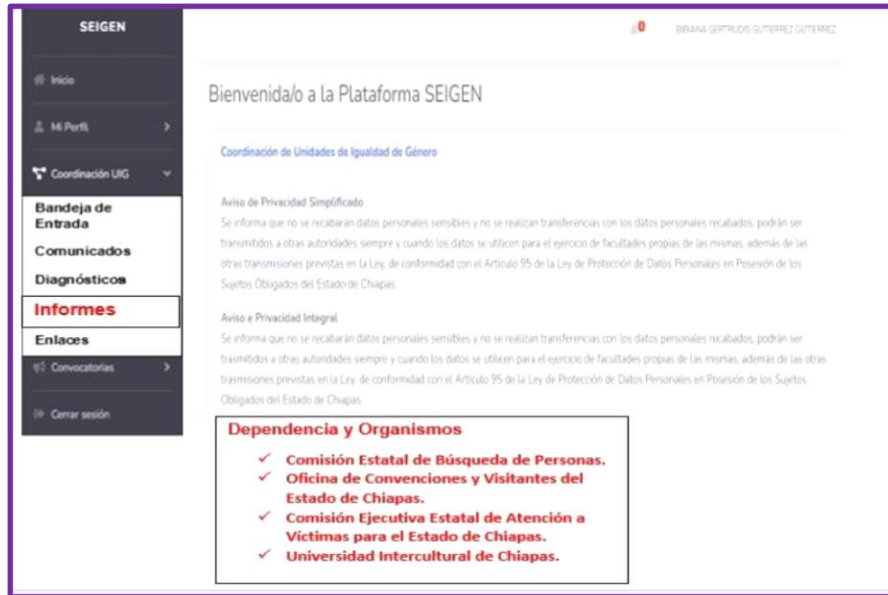 SEIGEN
0 BIBIANA GERTRUDIS GUTIERREZ GUTIERREZ
Inicio
Bienvenida/o a la Plataforma SEIGEN
Mi Perfil
Coordinación de Unidades de Igualdad de Género
Coordinación UIG
Bandeja de
Entrada
Comunicados
Diagnósticos
Informes
Enlaces
Convocatorias
Cerrar sesión
Aviso de Privacidad Simplificado
Se informa que no se recabarán datos personales sensibles y no se realizan transferencias con los datos personales recabados, podrán ser
transmitidos a otras autoridades siempre y cuando los datos se utilicen para el ejercicio de facultades propias de las mismas, además de las
otras transmisiones previstas en la Ley, de conformidad con el Artículo 95 de la Ley de Protección de Datos Personales en Posesión de los
Sujetos Obligados del Estado de Chiapas.
Aviso e Privacidad Integral
Se informa que no se recabarán datos personales sensibles y no se realizan transferencias con los datos personales recabados, podrán ser
trasmitidos a otras autoridades siempre y cuando los datos se utilicen para el ejercicio de facultades propias de las mismas, además de las otras
trasmisiones previstas en la Ley, de conformidad con el Artículo 95 de la Ley de Protección de Datos Personales en Posesión de los Sujetos
Obligados del Estado de Chiapas.
Dependencia y Organismos
✓ Comisión Estatal de Búsqueda de Personas.
✓ Oficina de Convenciones y Visitantes del
Estado de Chiapas.
✓ Comisión Ejecutiva Estatal de Atención a
Víctimas para el Estado de Chiapas.
✓ Universidad Intercultural de Chiapas.